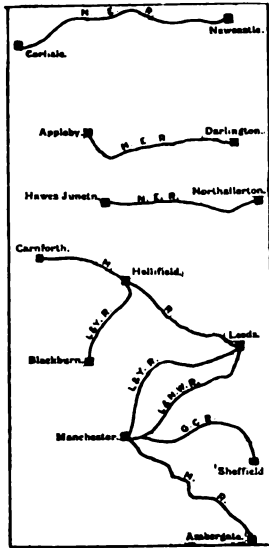 Newcastle.
N. E. R.
Carlisle.
Appleby. Darlington.
N. E. R.
Hawes Junctn. Northallerton.
N. E. R.
Carnforth.
M. R.
Hellifield.
L & Y. R.
Leeds.
Blackburn.
L & Y. R.
L & N. W. R.
Manchester.
G. C. R.
Sheffield
M. R.
Ambergate.